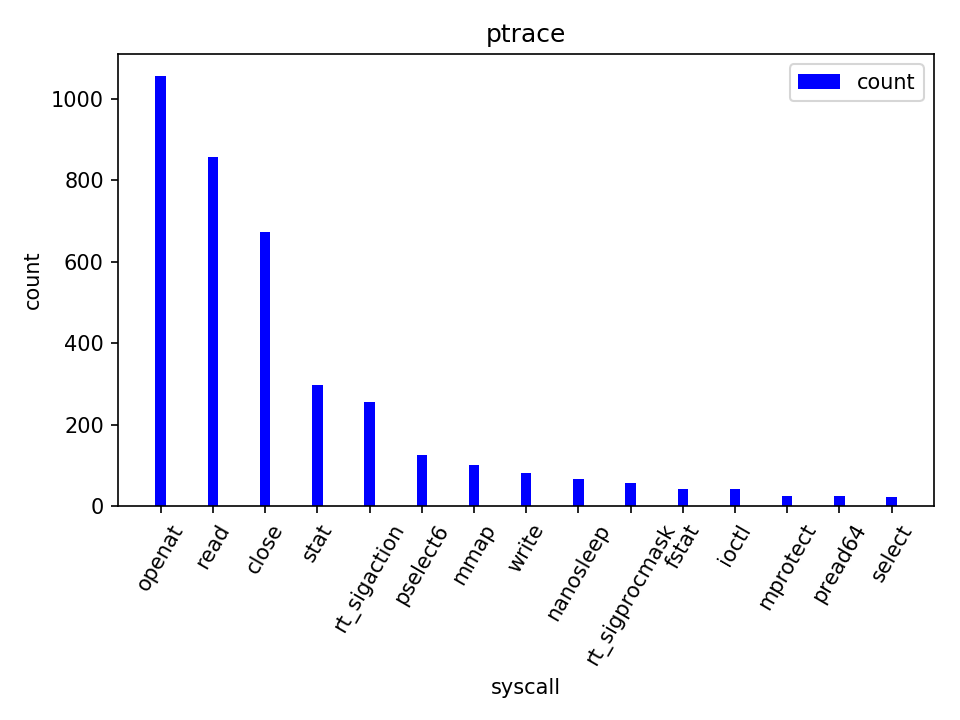 ptrace
count
1000
800
600
400
200
0
count
openat
read
close
stat
rt_sigaction
pselect6
mmap
write
nanosleep
rt_sigprocmask
fstat
ioctl
mprotect
pread64
select
syscall